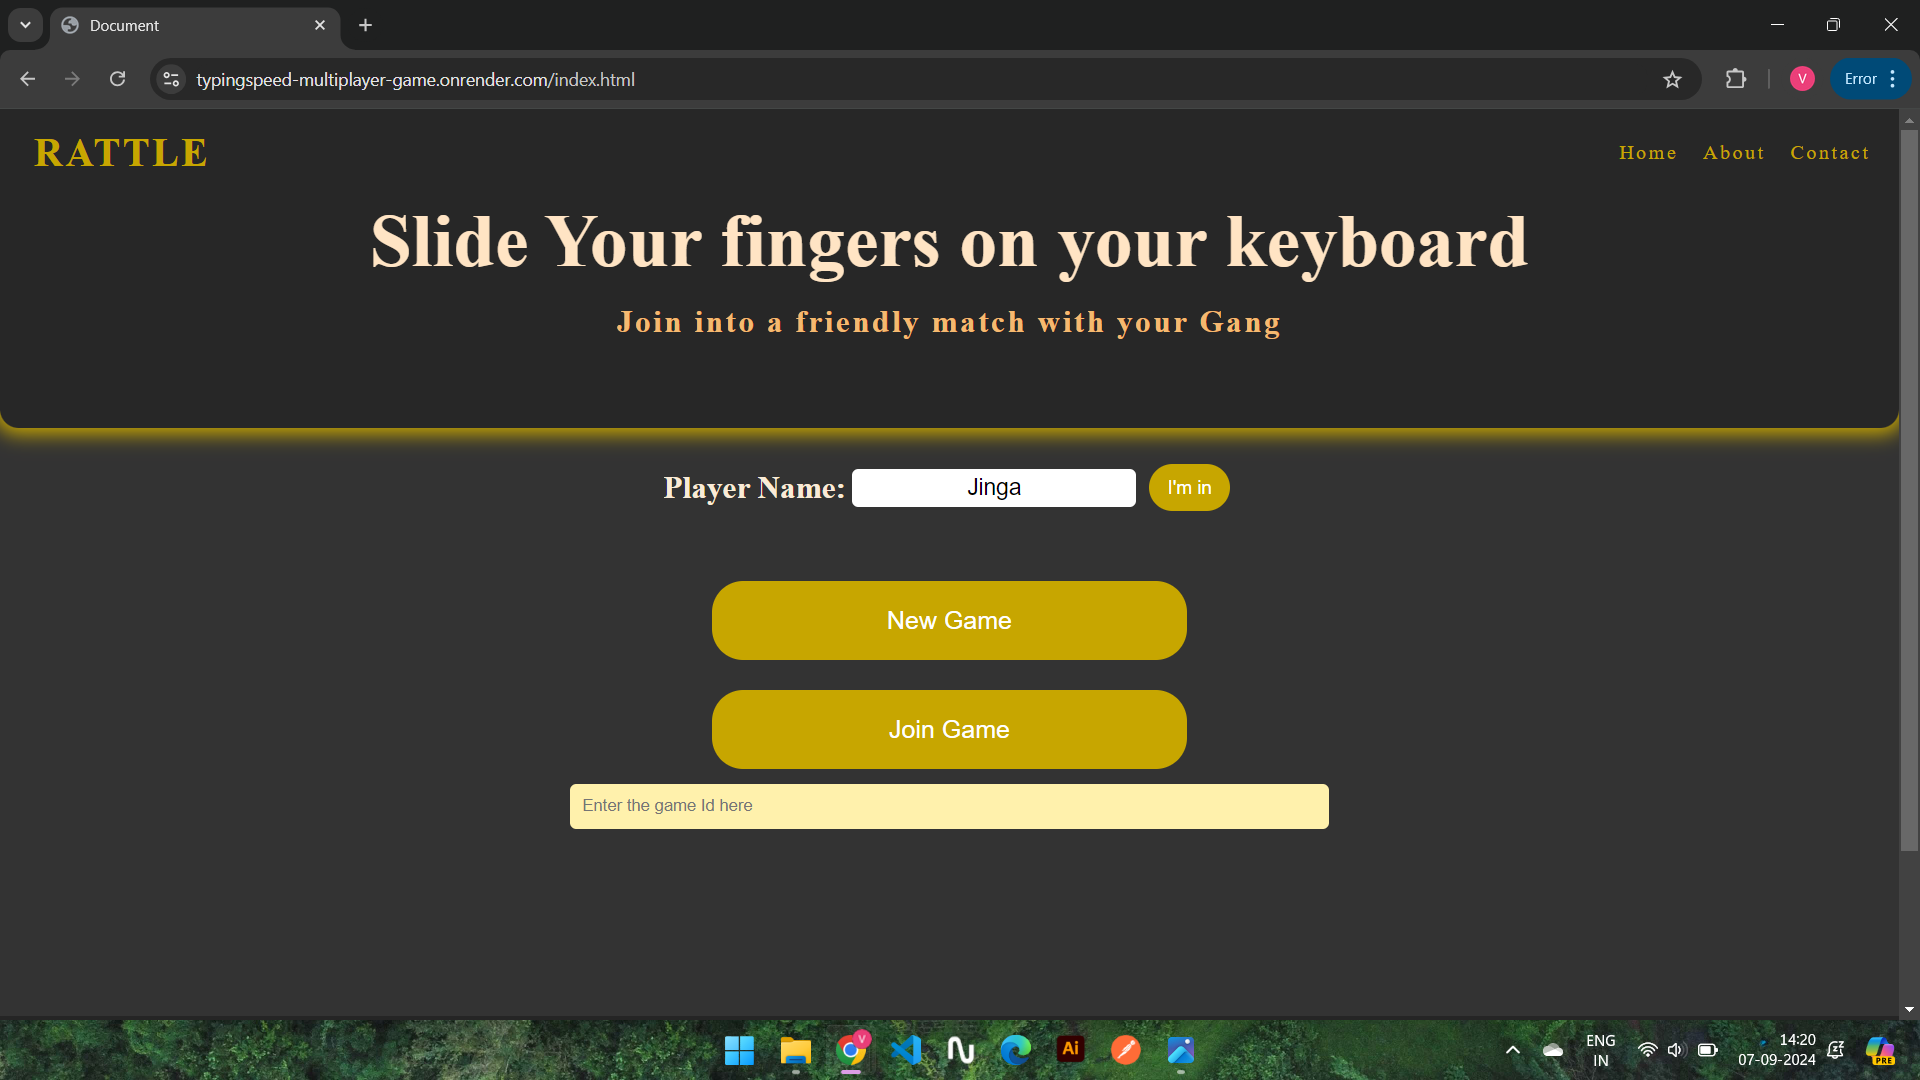 Document
typingspeed-multiplayer-game.onrender.com/index.html
V
Error
RATTLE
Home About Contact
Slide Your fingers on your keyboard
Join into a friendly match with your Gang
Player Name: Jinga I'm in
New Game
Join Game
Enter the game Id here
V
Ai
ENG
IN
14:20
07-09-2024
PRE